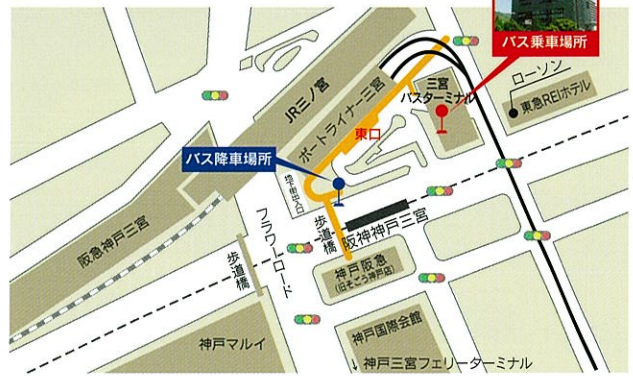 バス乗車場所
ローソン
三宮
バスターミナル
東急REIホテル
JR三ノ宮
ポートライナー三宮
東口
バス降車場所
地下街出入口
阪急神戸三宮
フラワーロード
歩道橋
歩道橋
阪神神戸三宮
神戸阪急
(旧そごう神戸店)
神戸マルイ
神戸国際会館
↓神戸三宮フェリーターミナル